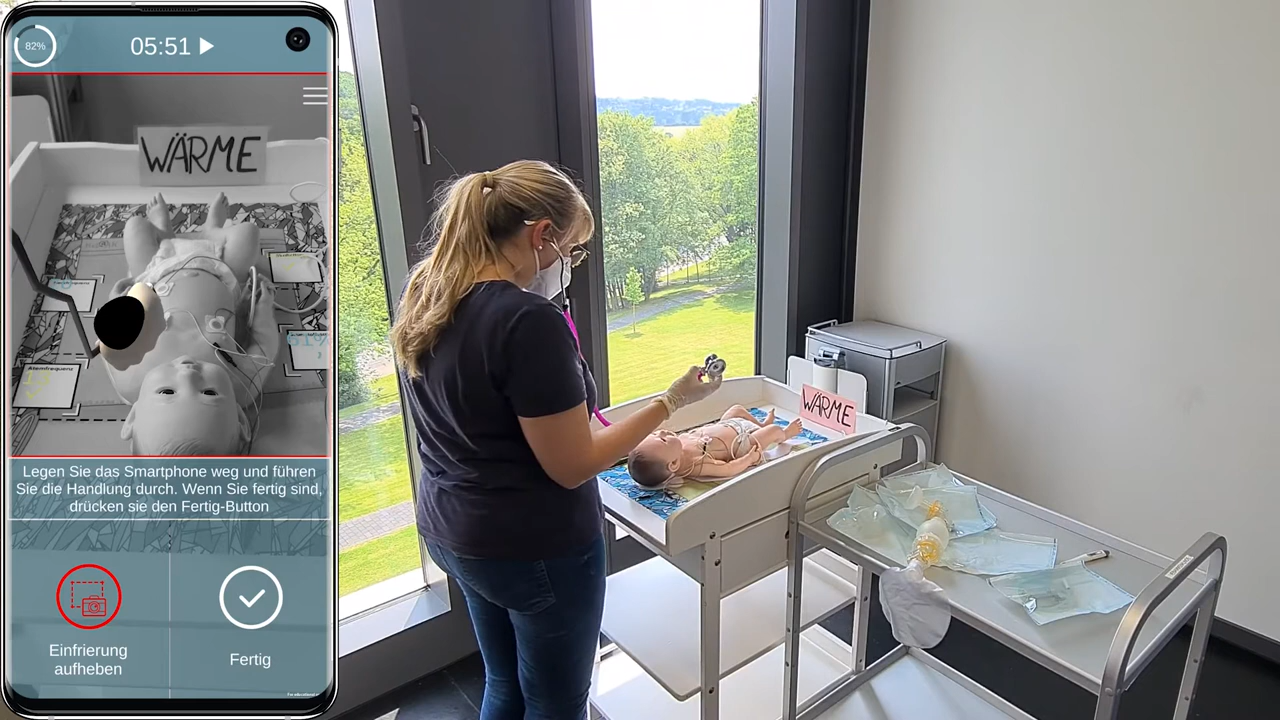 82%
05:51
WÄRME
Atemfrequenz
Legen Sie das Smartphone weg und führen
Sie die Handlung durch. Wenn Sie fertig sind,
drücken sie den Fertig-Button
Einfrierung
aufheben
Fertig
WÄRME